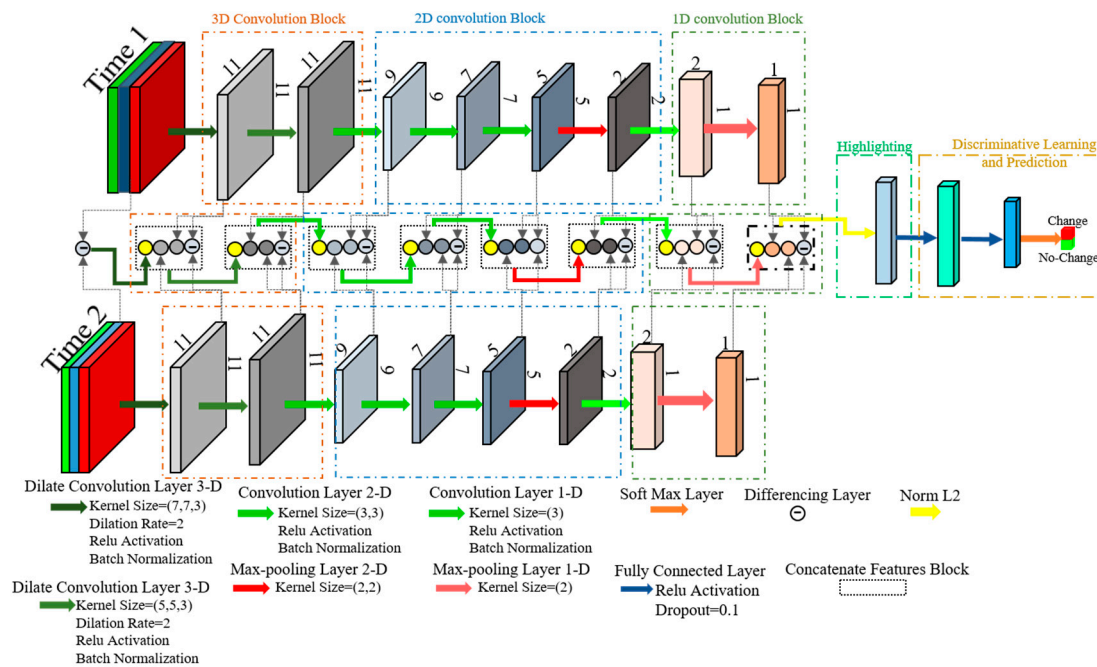 3D Convolution Block
2D convolution Block
1D convolution Block
Time 1
11
11
11
11
9
9
7
7
5
5
2
2
2
1
1
1
Highlighting
Discriminative Learning
and Prediction
Change
No-Change
Time 2
11
11
11
11
9
9
7
7
5
5
2
2
2
1
1
1
Dilate Convolution Layer 3-D
Kernel Size=(7,7,3)
Dilation Rate=2
Relu Activation
Batch Normalization
Convolution Layer 2-D
Kernel Size=(3,3)
Relu Activation
Batch Normalization
Convolution Layer 1-D
Kernel Size=(3)
Relu Activation
Batch Normalization
Soft Max Layer
Differencing Layer
Norm L2
Dilate Convolution Layer 3-D
Kernel Size=(5,5,3)
Dilation Rate=2
Relu Activation
Batch Normalization
Max-pooling Layer 2-D
Kernel Size=(2,2)
Max-pooling Layer 1-D
Kernel Size=(2)
Fully Connected Layer
Relu Activation
Dropout=0.1
Concatenate Features Block